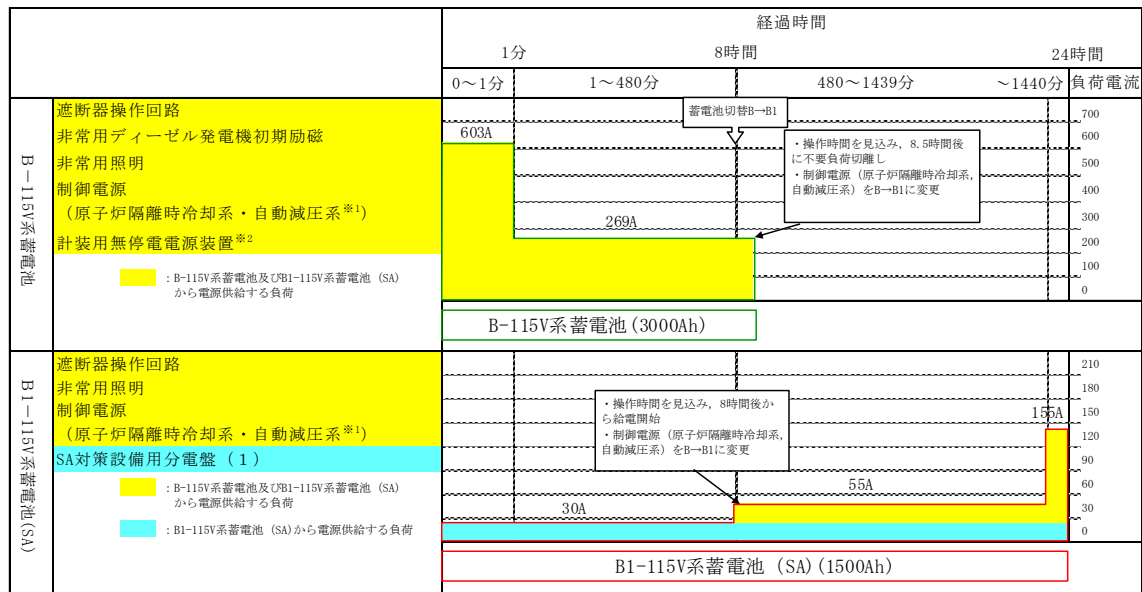 経過時間
1分
8時間
24時間
0～1分
1～480分
480～1439分
～1440分
負荷電流
B－115V系蓄電池
遮断器操作回路
非常用ディーゼル発電機初期励磁
非常用照明
制御電源
（原子炉隔離時冷却系・自動減圧系※1）
計装用無停電電源装置※2
：B-115V系蓄電池及びB1-115V系蓄電池（SA）
から電源供給する負荷
603A
269A
蓄電池切替B→B1
・操作時間を見込み，8.5時間後
に不要負荷切離し
・制御電源（原子炉隔離時冷却系，
自動減圧系）をB→B1に変更
700
600
500
400
300
200
100
0
B-115V系蓄電池(3000Ah)
B1－115V系蓄電池(SA)
遮断器操作回路
非常用照明
制御電源
（原子炉隔離時冷却系・自動減圧系※1）
SA対策設備用分電盤（１）
：B-115V系蓄電池及びB1-115V系蓄電池（SA）
から電源供給する負荷
：B1-115V系蓄電池（SA)から電源供給する負荷
・操作時間を見込み，8時間後か
ら給電開始
・制御電源（原子炉隔離時冷却系，
自動減圧系）をB→B1に変更
30A
55A
155A
210
180
150
120
90
60
30
0
B1-115V系蓄電池（SA)(1500Ah)